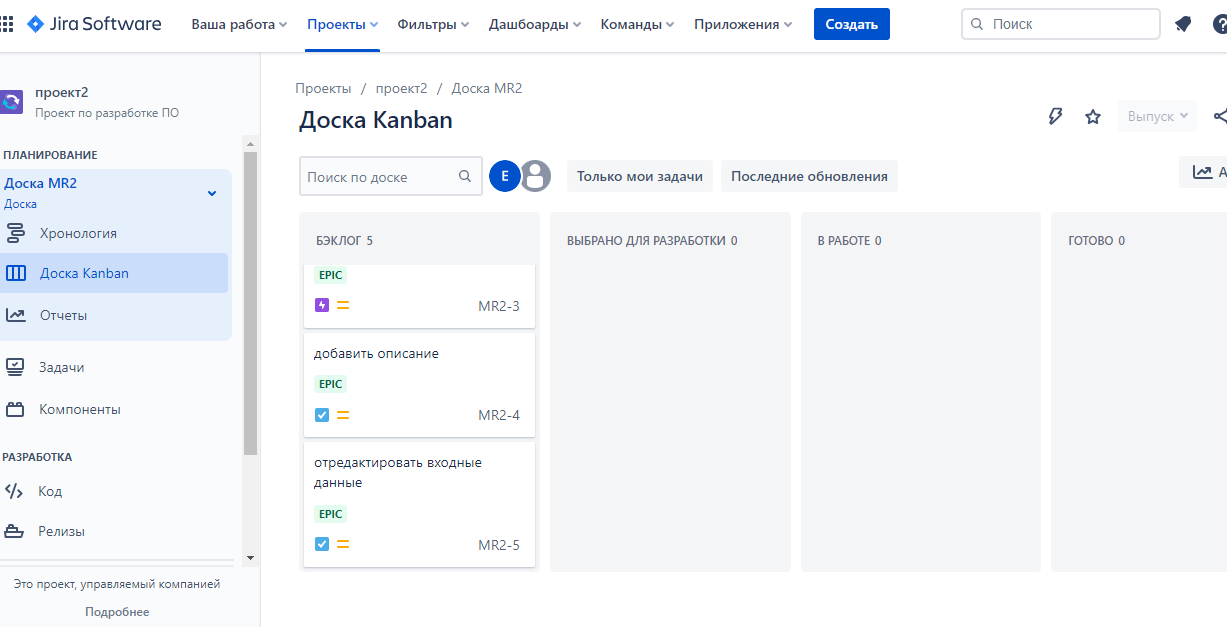 Jira Software
Ваша работа
Проекты
Фильтры
Дашборды
Команды
Приложения
Создать
Поиск
проект2
Проект по разработке ПО
ПЛАНИРОВАНИЕ
Доска MR2
Доска
Хронология
Доска Kanban
Отчеты
Задачи
Компоненты
РАЗРАБОТКА
Код
Релизы
Это проект, управляемый компанией
Подробнее
Проекты / проект2 / Доска MR2
Доска Kanban
Выпуск
Поиск по доске
E
Только мои задачи
Последние обновления
А
БЭКЛОГ 5
EPIC
MR2-3
добавить описание
EPIC
MR2-4
отредактировать входные
данные
EPIC
MR2-5
ВЫБРАНО ДЛЯ РАЗРАБОТКИ 0
В РАБОТЕ 0
ГОТОВО 0